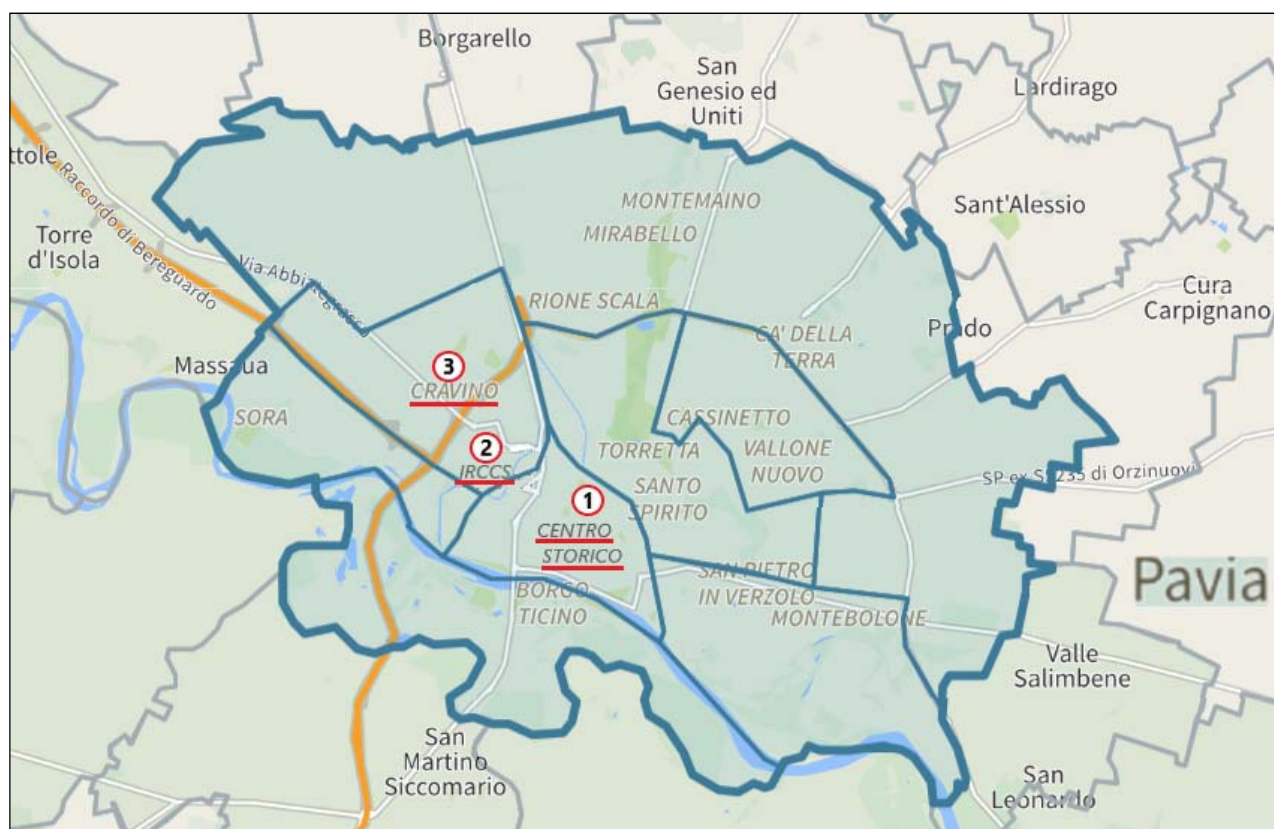 Borgarello
San
Genesio ed
Uniti
Lardirago
ttole
Raccordo di Bereguardo
Torre
d'Isola
Via Abbiategrasso
MONTEMAINO
MIRABELLO
Sant'Alessio
Cura
Carpignano
RIONE SCALA
CA' DELLA
TERRA
Prado
Massaua
3
CRAVINO
SORA
CASSINETTO
2
IRCCS
TORRETTA
VALLONE
NUOVO
SP ex SS235 di Orzinuovi
1
CENTRO
STORICO
SANTO
SPIRITO
BORGO
TICINO
SAN PIETRO
IN VERZOLO
MONTEBOLONE
Pavia
Valle
Salimbene
San
Martino
Siccomario
San
Leonardo